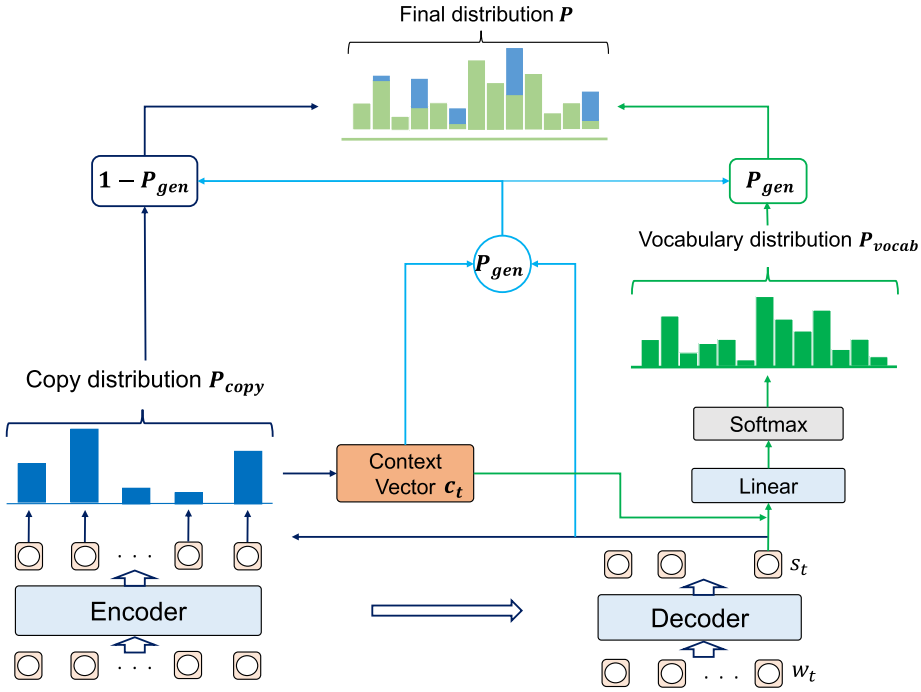 Final distribution P
1 − P_gen
P_gen
Vocabulary distribution P_vocab
P_gen
Copy distribution P_copy
Softmax
Context
Vector c_t
Linear
. . .
s_t
Encoder
Decoder
. . .
. . .
w_t